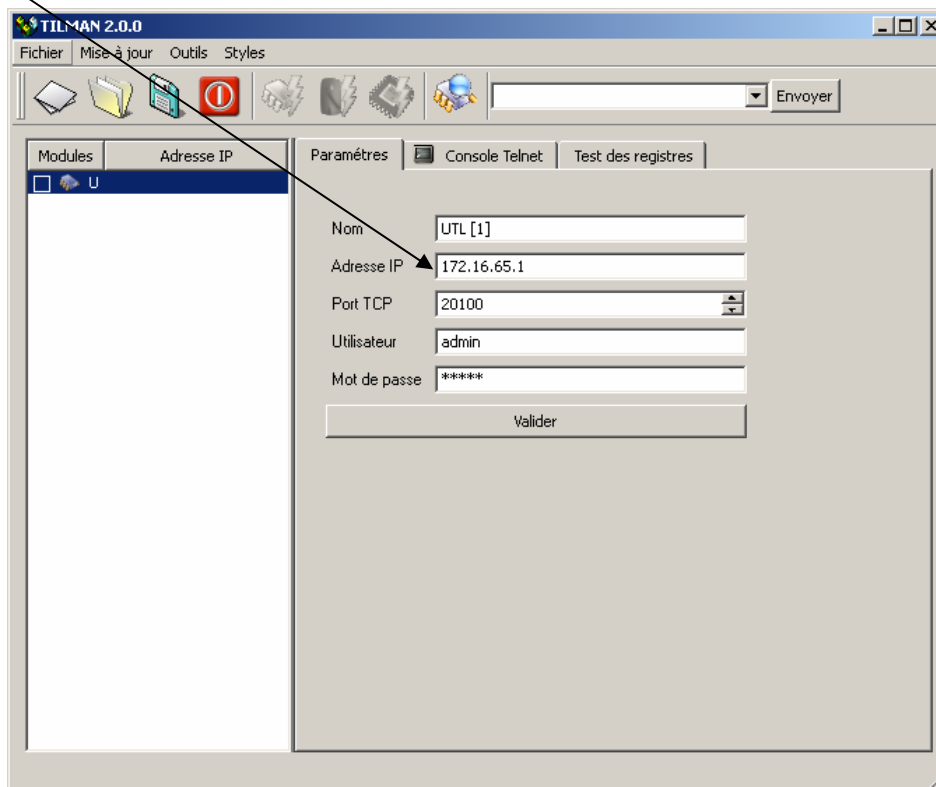 TILMAN 2.0.0
Fichier Mise à jour Outils Styles
Envoyer
Modules Adresse IP
Paramétres Console Telnet Test des registres
U
Nom UTL [1]
Adresse IP 172.16.65.1
Port TCP 20100
Utilisateur admin
Mot de passe *****
Valider